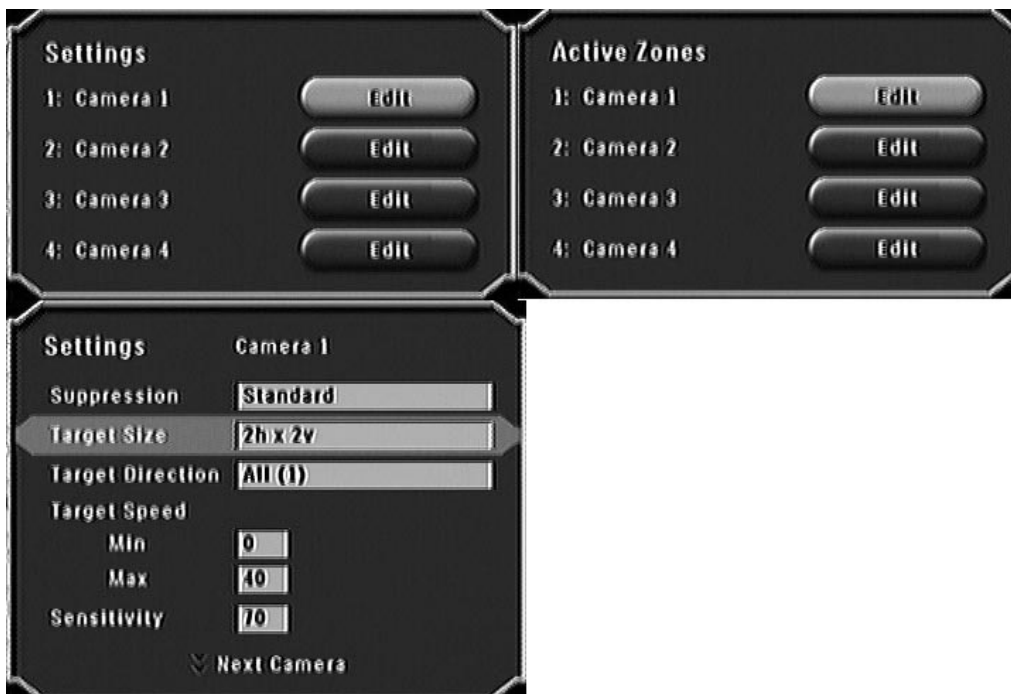 Settings
1: Camera 1 Edit
2: Camera 2 Edit
3: Camera 3 Edit
4: Camera 4 Edit
Active Zones
1: Camera 1 Edit
2: Camera 2 Edit
3: Camera 3 Edit
4: Camera 4 Edit
Settings Camera 1
Suppression Standard
Target Size 2h x 2v
Target Direction All (1)
Target Speed
Min 0
Max 40
Sensitivity 70
Next Camera